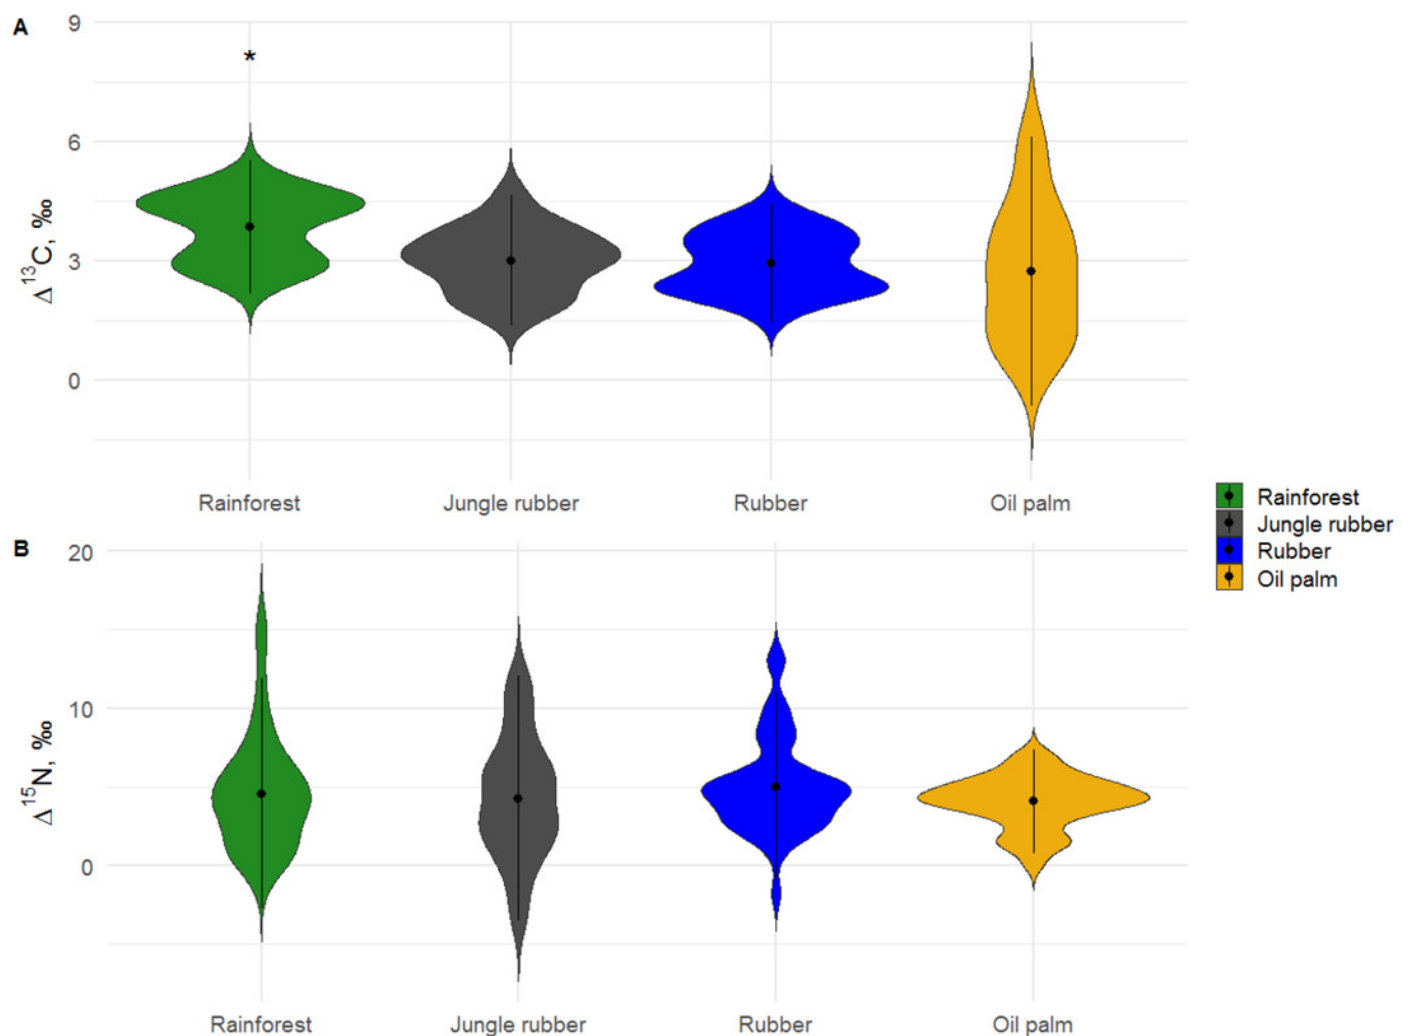 A
9
*
6
3
0
Δ13C, ‰
Rainforest Jungle rubber Rubber Oil palm
Rainforest
Jungle rubber
Rubber
Oil palm
B
20
10
0
Δ15N, ‰
Rainforest Jungle rubber Rubber Oil palm